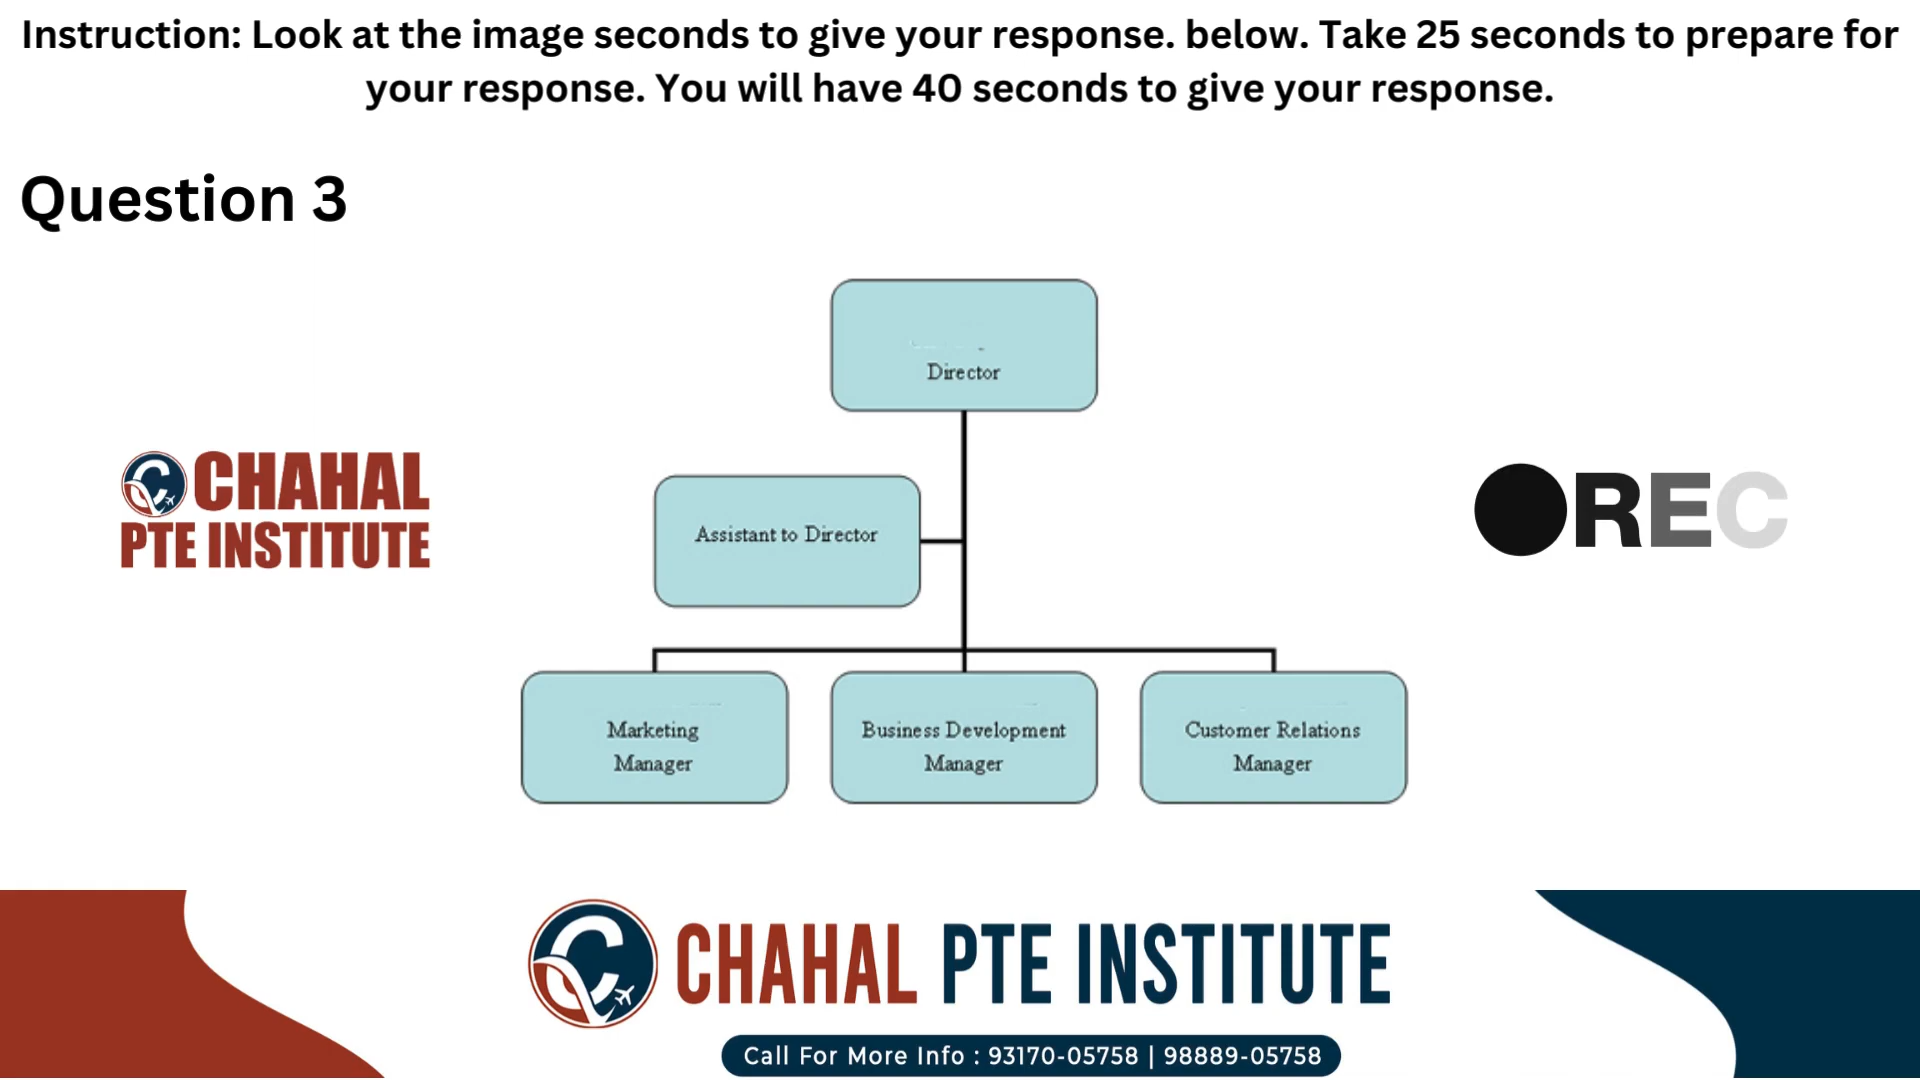 Instruction: Look at the image seconds to give your response. below. Take 25 seconds to prepare for
your response. You will have 40 seconds to give your response.
Question 3
Director
CHAHAL
PTE INSTITUTE
REC
Assistant to Director
Marketing
Manager
Business Development
Manager
Customer Relations
Manager
CHAHAL PTE INSTITUTE
Call For More Info : 93170-05758 | 98889-05758